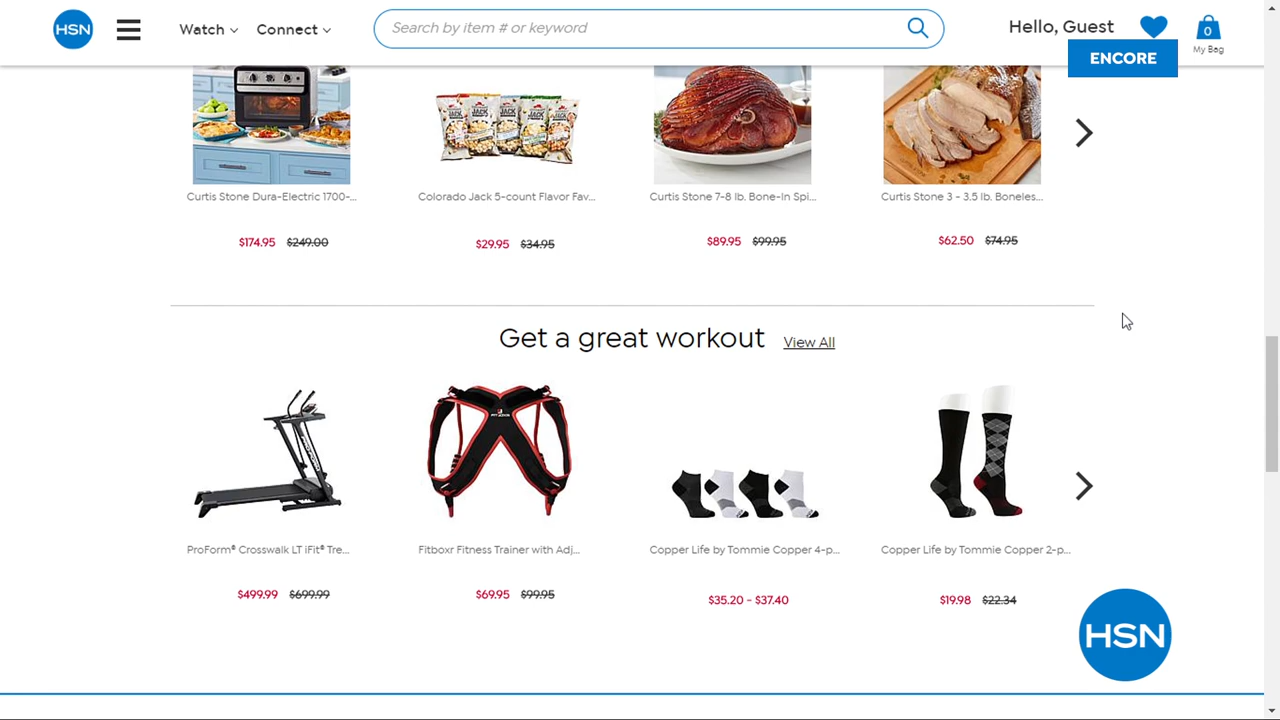 HSN
Watch
Connect
Search by item # or keyword
Hello, Guest
0
My Bag
ENCORE
Curtis Stone Dura-Electric 1700-...
Colorado Jack 5-count Flavor Fav...
Curtis Stone 7-8 lb. Bone-In Spi...
Curtis Stone 3 - 3.5 lb. Boneles...
$174.95 $249.00
$29.95 $34.95
$89.95 $99.95
$62.50 $74.95
Get a great workout View All
ProForm® Crosswalk LT iFit® Tre...
Fitboxr Fitness Trainer with Adj...
Copper Life by Tommie Copper 4-p...
Copper Life by Tommie Copper 2-p...
$499.99 $699.99
$69.95 $99.95
$35.20 - $37.40
$19.98 $22.34
HSN